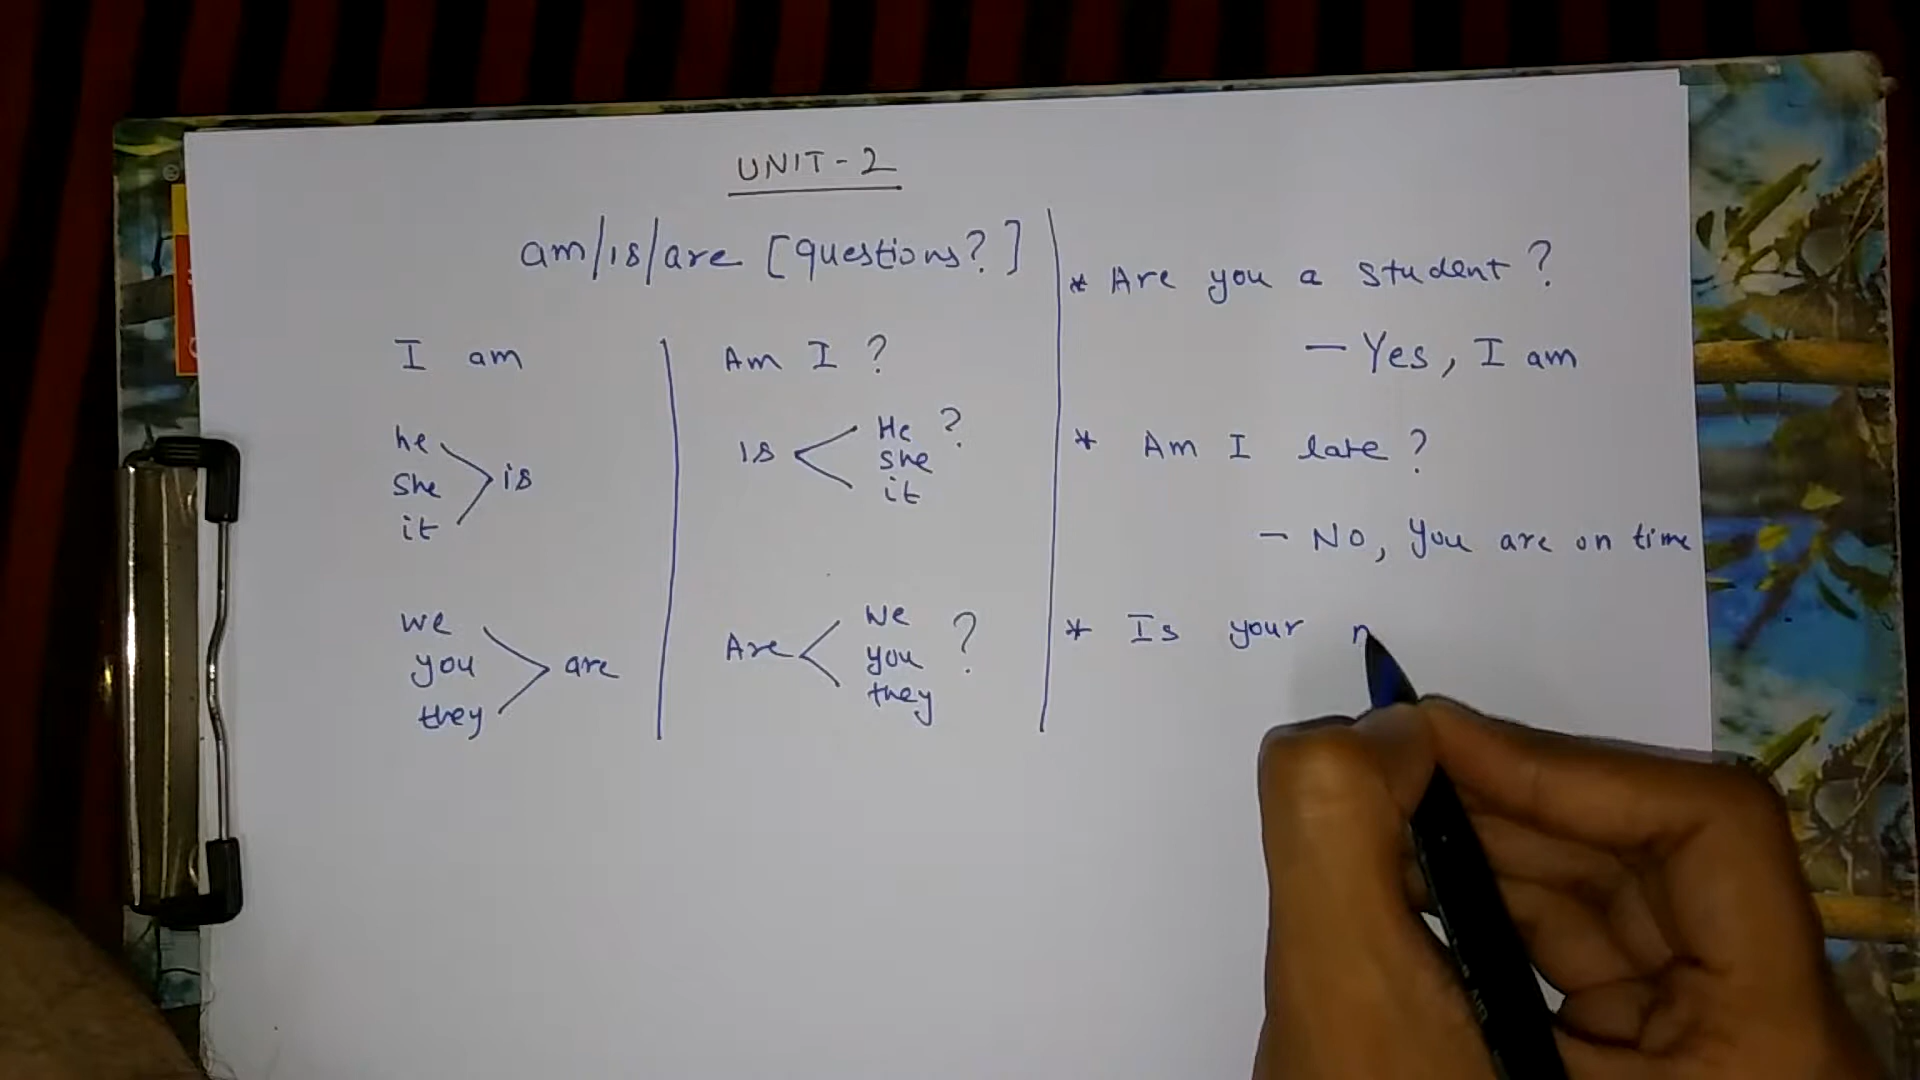 UNIT-2
am/is/are [questions?]
I am
he
she
it
is
we
you
they
are
Am I ?
Is
He ?
she
it
Are
We
you ?
they
* Are you a student ?
- Yes, I am
* Am I late ?
- No, you are on time
* Is your